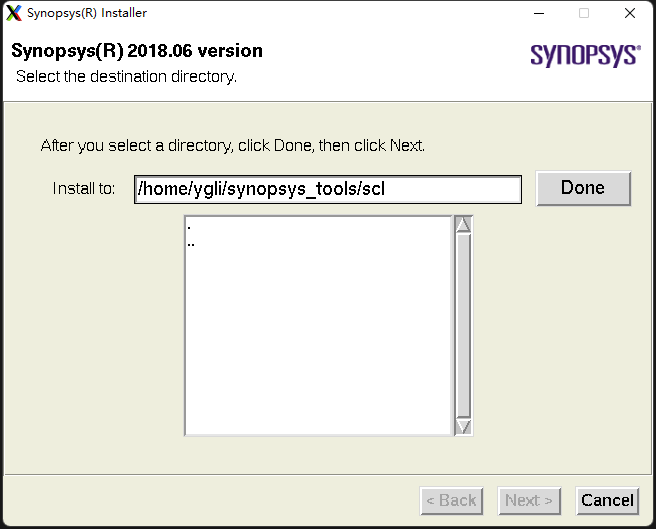 Synopsys(R) Installer
Synopsys(R) 2018.06 version
SYNOPSYS®
Select the destination directory.
After you select a directory, click Done, then click Next.
Install to: /home/ygli/synopsys_tools/scl Done
.
..
< Back Next > Cancel